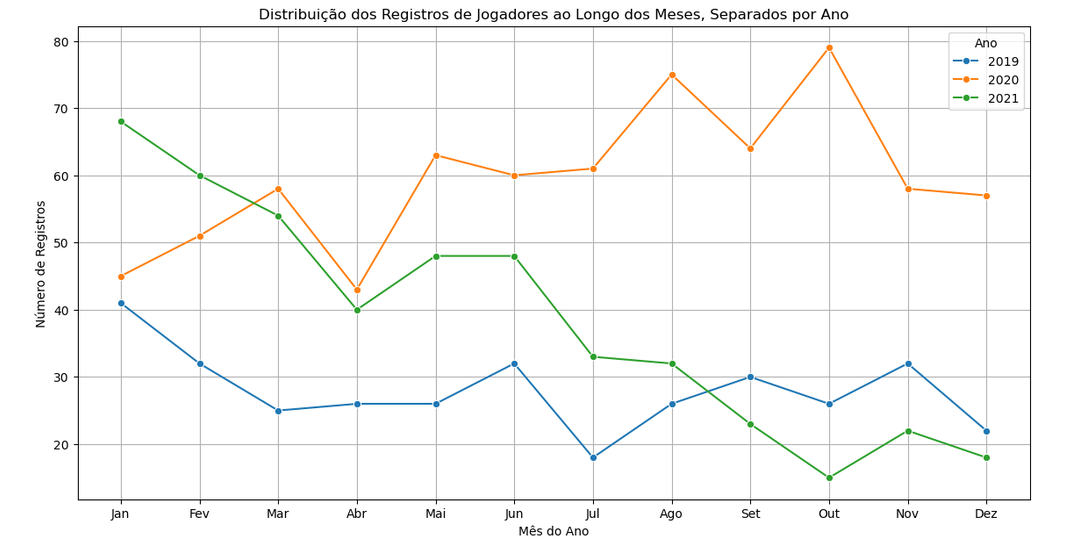 Distribuição dos Registros de Jogadores ao Longo dos Meses, Separados por Ano
Número de Registros
80
70
60
50
40
30
20
Ano
2019
2020
2021
Jan Fev Mar Abr Mai Jun Jul Ago Set Out Nov Dez
Mês do Ano